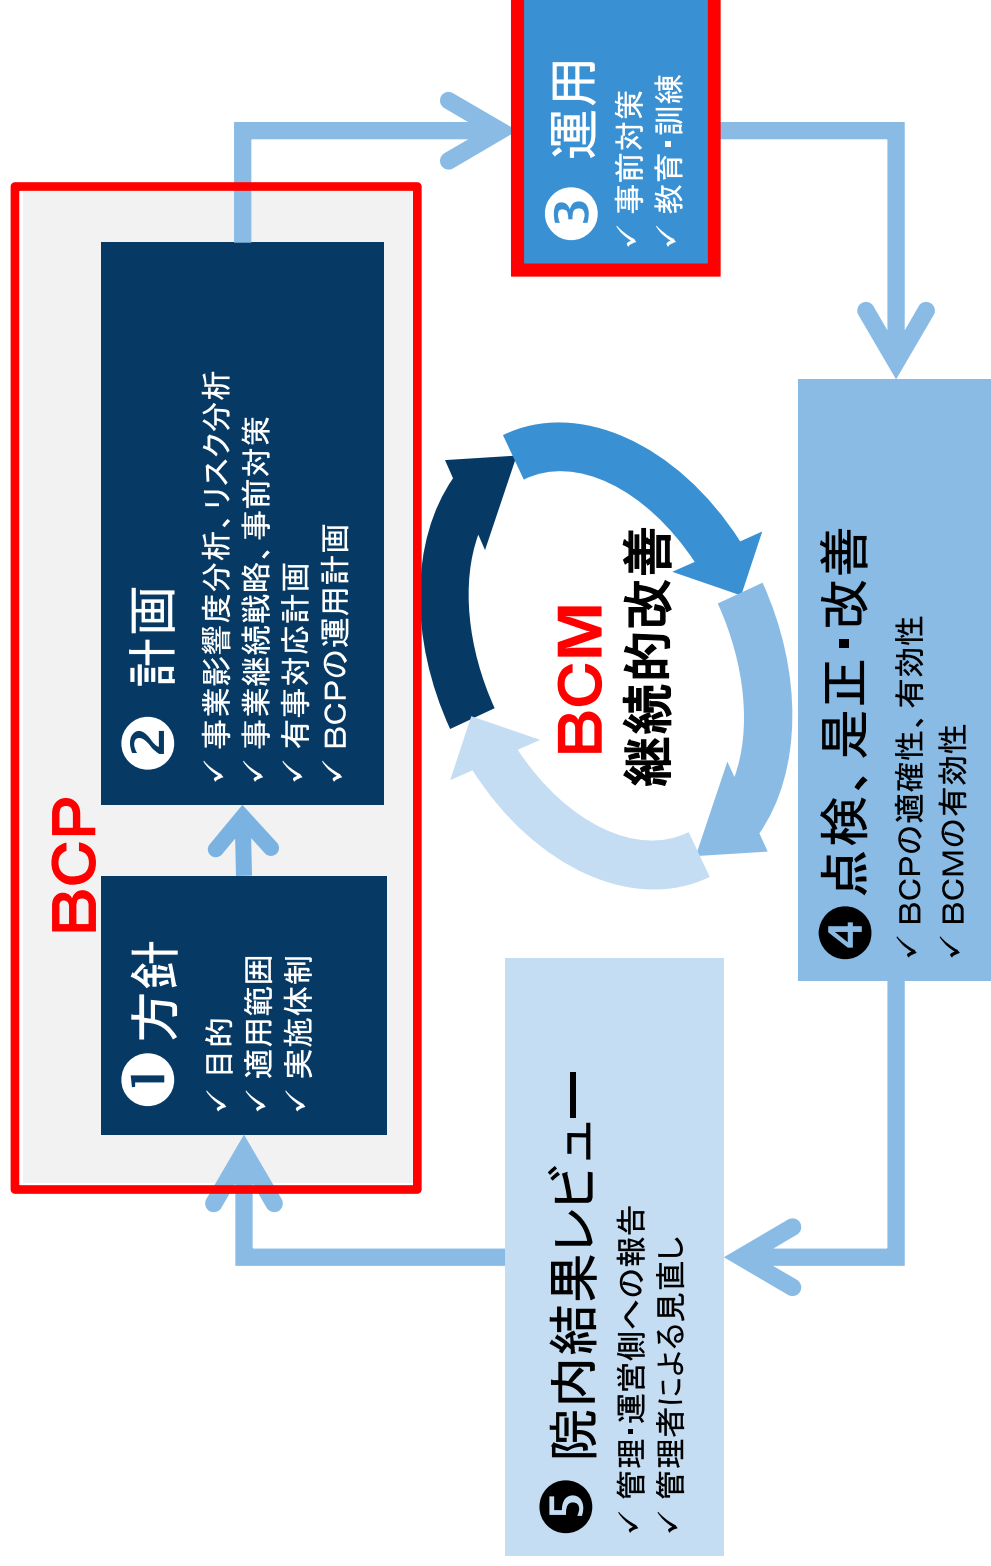 BCP
❶方針
✓ 目的
✓ 適用範囲
✓ 実施体制
❷ 計画
✓ 事業影響度分析、リスク分析
✓ 事業継続戦略、事前対策
✓ 有事対応計画
✓ BCPの運用計画
❸ 運用
✓ 事前対策
✓ 教育・訓練
BCM
継続的改善
❹点検、是正・改善
✓ BCPの適確性、有効性
✓ BCMの有効性
❺ 院内結果レビュー
✓ 管理・運営側への報告
✓ 管理者による見直し